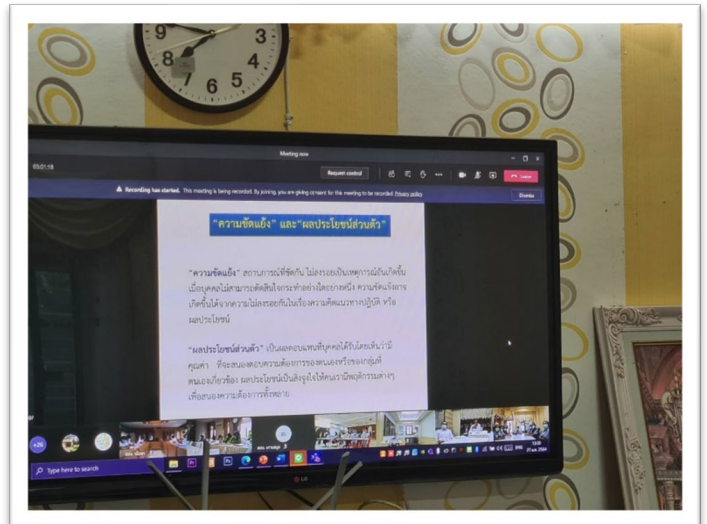 9
3
8
4
7
6
5
Meeting now
Request control
Leave
Recording has started. This meeting is being recorded. By joining, you are giving consent for this meeting to be recorded. Privacy policy
Dismiss
"ความขัดแย้ง" และ"ผลประโยชน์ส่วนตัว"
"ความขัดแย้ง" สถานการณ์ที่ขัดกัน ไม่ลงรอยเป็นเหตุการณ์อันเกิดขึ้น
เมื่อบุคคลไม่สามารถตัดสินใจกระทำอย่างใดอย่างหนึ่ง ความขัดแย้งอาจ
เกิดขึ้นได้จากความไม่ลงรอยกันในเรื่องความคิดแนวทางปฏิบัติ หรือ
ผลประโยชน์
"ผลประโยชน์ส่วนตัว" เป็นผลตอบแทนที่บุคคลได้รับโดยเห็นว่ามี
คุณค่า ที่จะสนองตอบความต้องการของตนเองหรือของกลุ่มที่
ตนเองเกี่ยวข้อง ผลประโยชน์เป็นสิ่งจูงใจให้คนเรามีพฤติกรรมต่างๆ
เพื่อสนองความต้องการทั้งหลาย
+26
Type here to search
ENG
LG